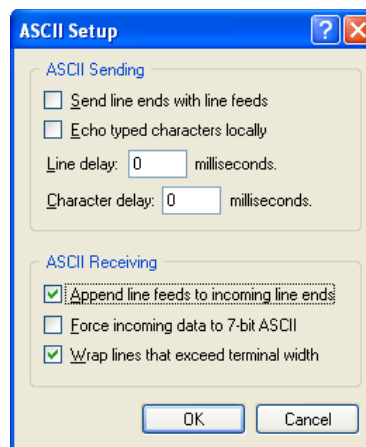 ASCII Setup
ASCII Sending
Send line ends with line feeds
Echo typed characters locally
Line delay: 0 milliseconds.
Character delay: 0 milliseconds.
ASCII Receiving
Append line feeds to incoming line ends
Force incoming data to 7-bit ASCII
Wrap lines that exceed terminal width
OK Cancel